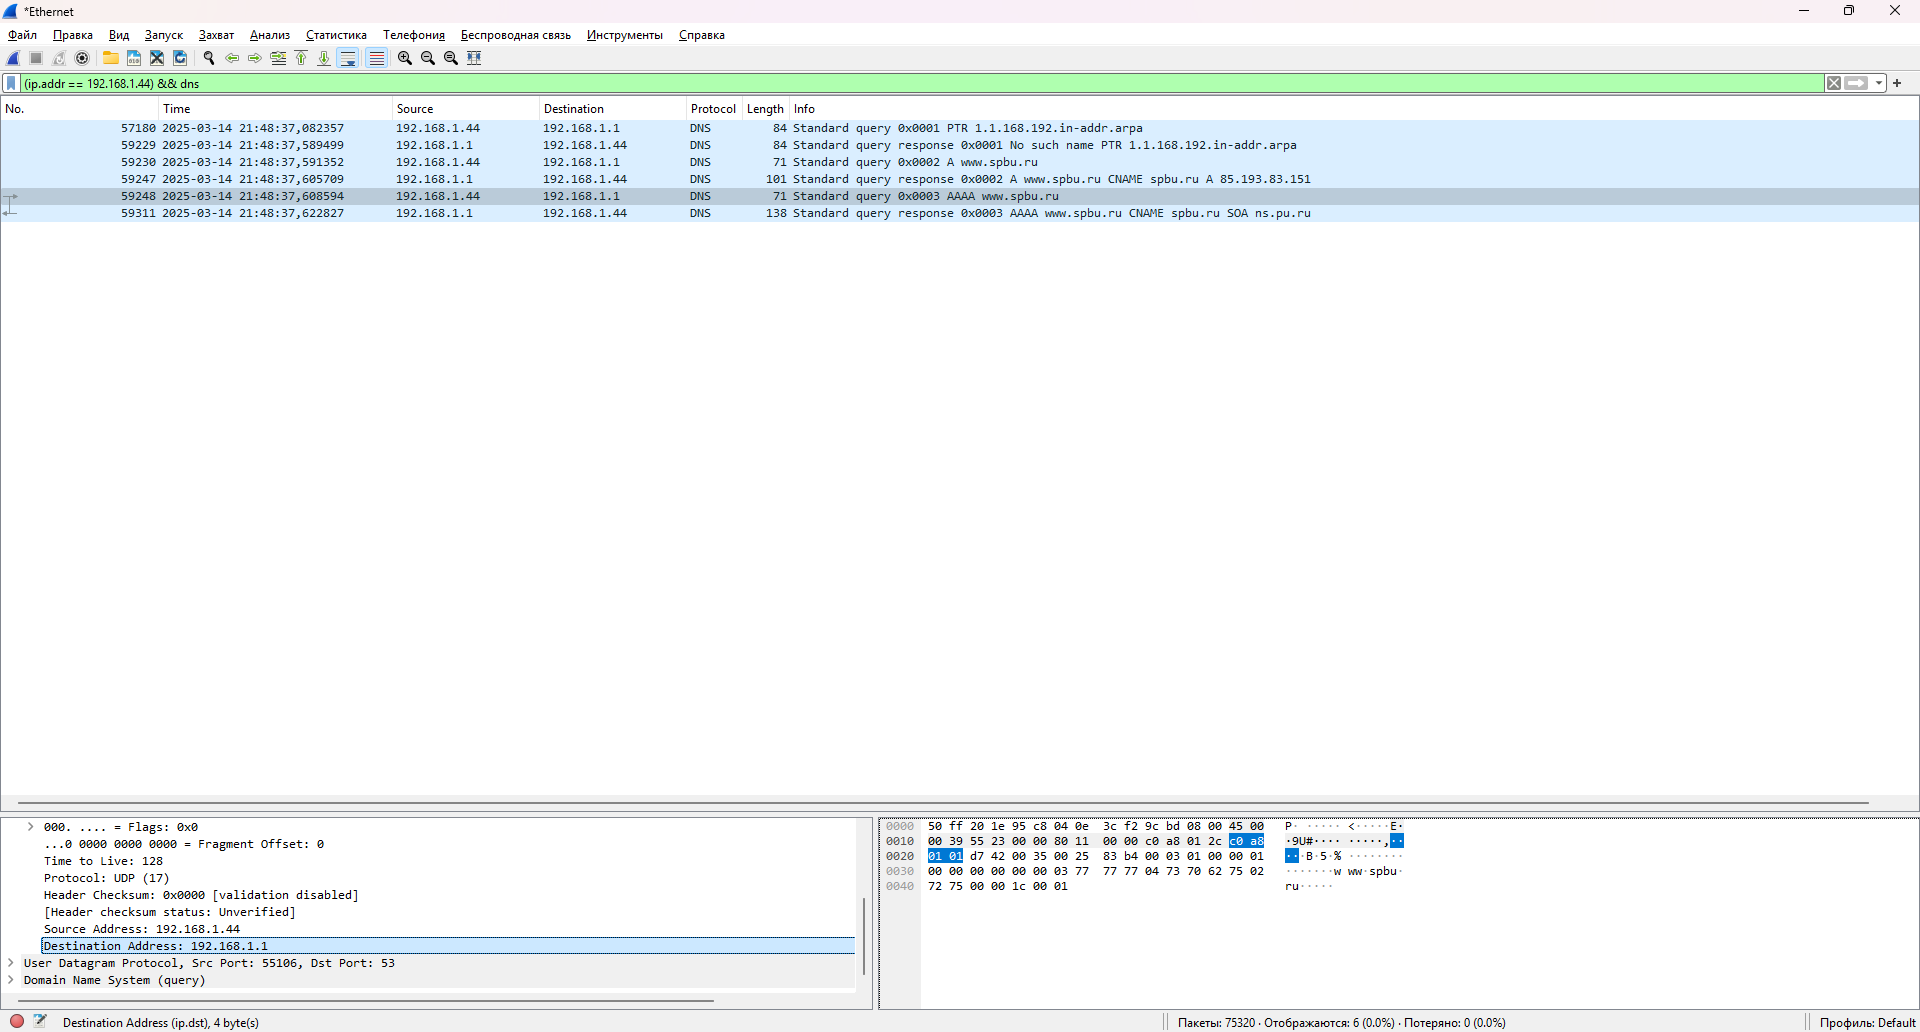 *Ethernet
Файл Правка Вид Запуск Захват Анализ Статистика Телефония Беспроводная связь Инструменты Справка
(ip.addr == 192.168.1.44) && dns
No. Time Source Destination Protocol Length Info
57180 2025-03-14 21:48:37,082357 192.168.1.44 192.168.1.1 DNS 84 Standard query 0x0001 PTR 1.1.168.192.in-addr.arpa
59229 2025-03-14 21:48:37,589499 192.168.1.1 192.168.1.44 DNS 84 Standard query response 0x0001 No such name PTR 1.1.168.192.in-addr.arpa
59230 2025-03-14 21:48:37,591352 192.168.1.44 192.168.1.1 DNS 71 Standard query 0x0002 A www.spbu.ru
59247 2025-03-14 21:48:37,605709 192.168.1.1 192.168.1.44 DNS 101 Standard query response 0x0002 A www.spbu.ru CNAME spbu.ru A 85.193.83.151
59248 2025-03-14 21:48:37,608594 192.168.1.44 192.168.1.1 DNS 71 Standard query 0x0003 AAAA www.spbu.ru
59311 2025-03-14 21:48:37,622827 192.168.1.1 192.168.1.44 DNS 138 Standard query response 0x0003 AAAA www.spbu.ru CNAME spbu.ru SOA ns.pu.ru
000. .... = Flags: 0x0
...0 0000 0000 0000 = Fragment Offset: 0
Time to Live: 128
Protocol: UDP (17)
Header Checksum: 0x0000 [validation disabled]
[Header checksum status: Unverified]
Source Address: 192.168.1.44
Destination Address: 192.168.1.1
User Datagram Protocol, Src Port: 55106, Dst Port: 53
Domain Name System (query)
0000 50 ff 20 1e 95 c8 04 0e 3c f2 9c bd 08 00 45 00 P· ····· <·····E·
0010 00 39 55 23 00 00 80 11 00 00 c0 a8 01 2c c0 a8 ·9U#···· ·····,··
0020 01 01 d7 42 00 35 00 25 83 b4 00 03 01 00 00 01 ···B·5·% ········
0030 00 00 00 00 00 00 03 77 77 77 04 73 70 62 75 02 ·······w ww·spbu·
0040 72 75 00 00 1c 00 01 ru·····
Destination Address (ip.dst), 4 byte(s) Пакеты: 75320 · Отображаются: 6 (0.0%) · Потеряно: 0 (0.0%) Профиль: Default